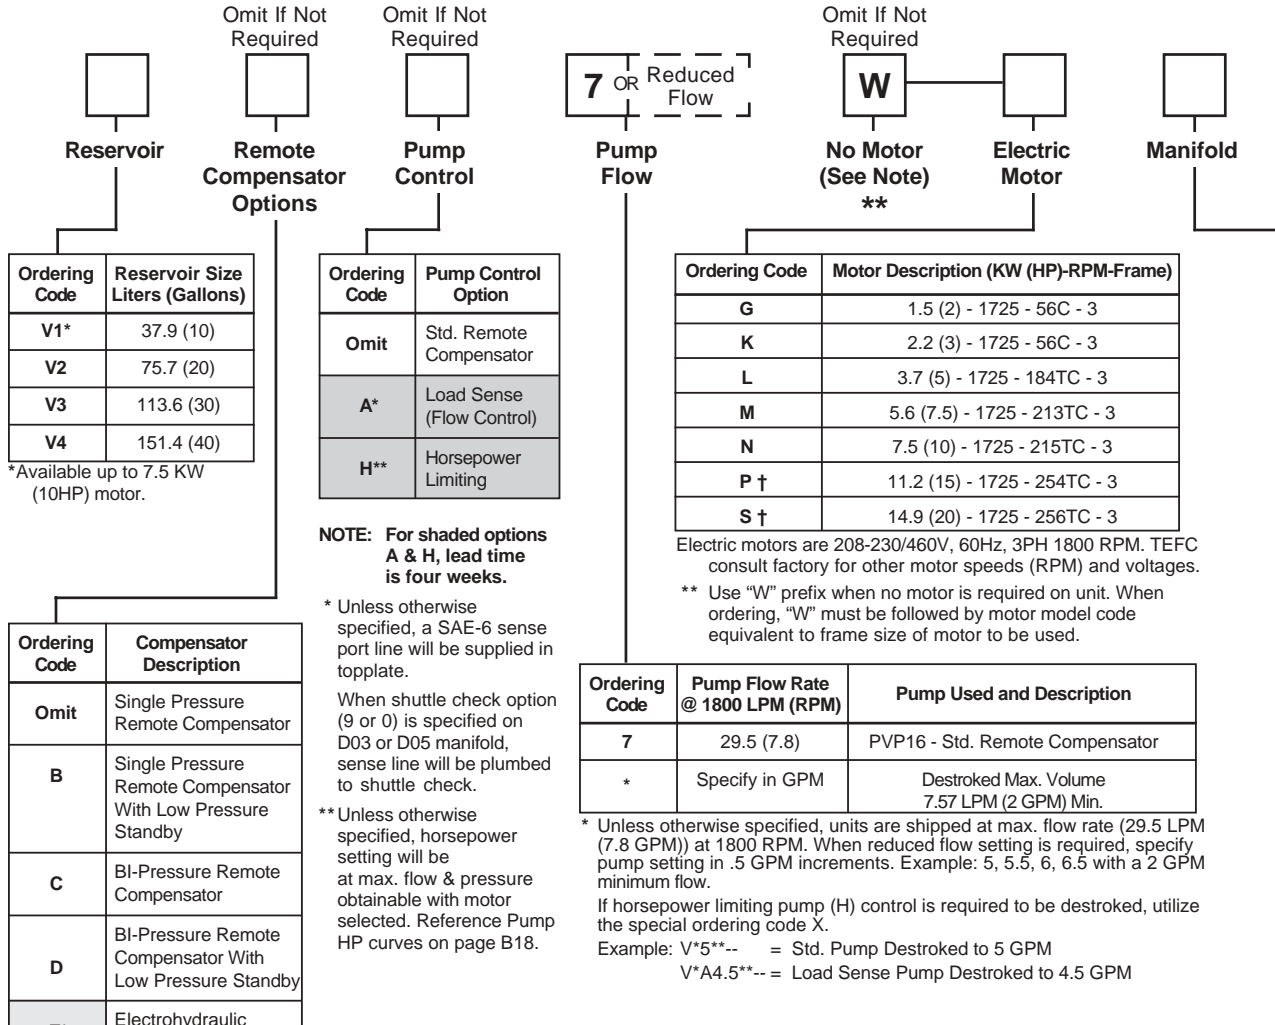 Omit If Not
Required
Omit If Not
Required
Omit If Not
Required
7 OR Reduced
Flow
W
Reservoir
Remote
Compensator
Options
Pump
Control
Pump
Flow
No Motor
(See Note)
**
Electric
Motor
Manifold
Ordering Code Reservoir Size Liters (Gallons)
V1* 37.9 (10)
V2 75.7 (20)
V3 113.6 (30)
V4 151.4 (40)
*Available up to 7.5 KW
(10HP) motor.
Ordering Code Pump Control Option
Omit Std. Remote Compensator
A* Load Sense (Flow Control)
H** Horsepower Limiting
NOTE: For shaded options
A & H, lead time
is four weeks.
* Unless otherwise
specified, a SAE-6 sense
port line will be supplied in
topplate.
When shuttle check option
(9 or 0) is specified on
D03 or D05 manifold,
sense line will be plumbed
to shuttle check.
** Unless otherwise
specified, horsepower
setting will be
at max. flow & pressure
obtainable with motor
selected. Reference Pump
HP curves on page B18.
Ordering Code Motor Description (KW (HP)-RPM-Frame)
G 1.5 (2) - 1725 - 56C - 3
K 2.2 (3) - 1725 - 56C - 3
L 3.7 (5) - 1725 - 184TC - 3
M 5.6 (7.5) - 1725 - 213TC - 3
N 7.5 (10) - 1725 - 215TC - 3
P † 11.2 (15) - 1725 - 254TC - 3
S † 14.9 (20) - 1725 - 256TC - 3
Electric motors are 208-230/460V, 60Hz, 3PH 1800 RPM. TEFC
consult factory for other motor speeds (RPM) and voltages.
** Use “W” prefix when no motor is required on unit. When
ordering, “W” must be followed by motor model code
equivalent to frame size of motor to be used.
Ordering Code Compensator Description
Omit Single Pressure Remote Compensator
B Single Pressure Remote Compensator With Low Pressure Standby
C BI-Pressure Remote Compensator
D BI-Pressure Remote Compensator With Low Pressure Standby
Electrohydraulic
Ordering Code Pump Flow Rate @ 1800 LPM (RPM) Pump Used and Description
7 29.5 (7.8) PVP16 - Std. Remote Compensator
* Specify in GPM Destroked Max. Volume 7.57 LPM (2 GPM) Min.
* Unless otherwise specified, units are shipped at max. flow rate (29.5 LPM
(7.8 GPM)) at 1800 RPM. When reduced flow setting is required, specify
pump setting in .5 GPM increments. Example: 5, 5.5, 6, 6.5 with a 2 GPM
minimum flow.
If horsepower limiting pump (H) control is required to be destroked, utilize
the special ordering code X.
Example: V*5**-- = Std. Pump Destroked to 5 GPM
V*A4.5**-- = Load Sense Pump Destroked to 4.5 GPM